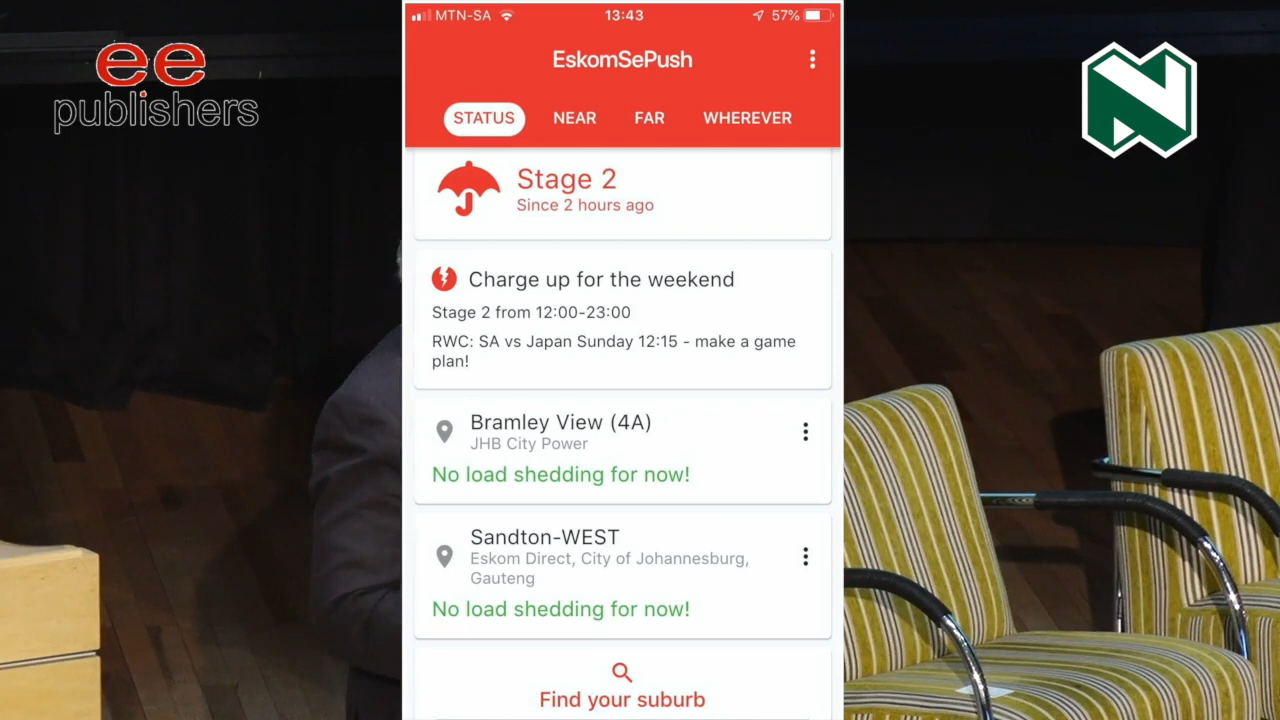 MTN-SA
13:43
57%
ee
publishers
EskomSePush
STATUS
NEAR
FAR
WHEREVER
Stage 2
Since 2 hours ago
Charge up for the weekend
Stage 2 from 12:00-23:00
RWC: SA vs Japan Sunday 12:15 - make a game
plan!
Bramley View (4A)
JHB City Power
No load shedding for now!
Sandton-WEST
Eskom Direct, City of Johannesburg,
Gauteng
No load shedding for now!
Find your suburb